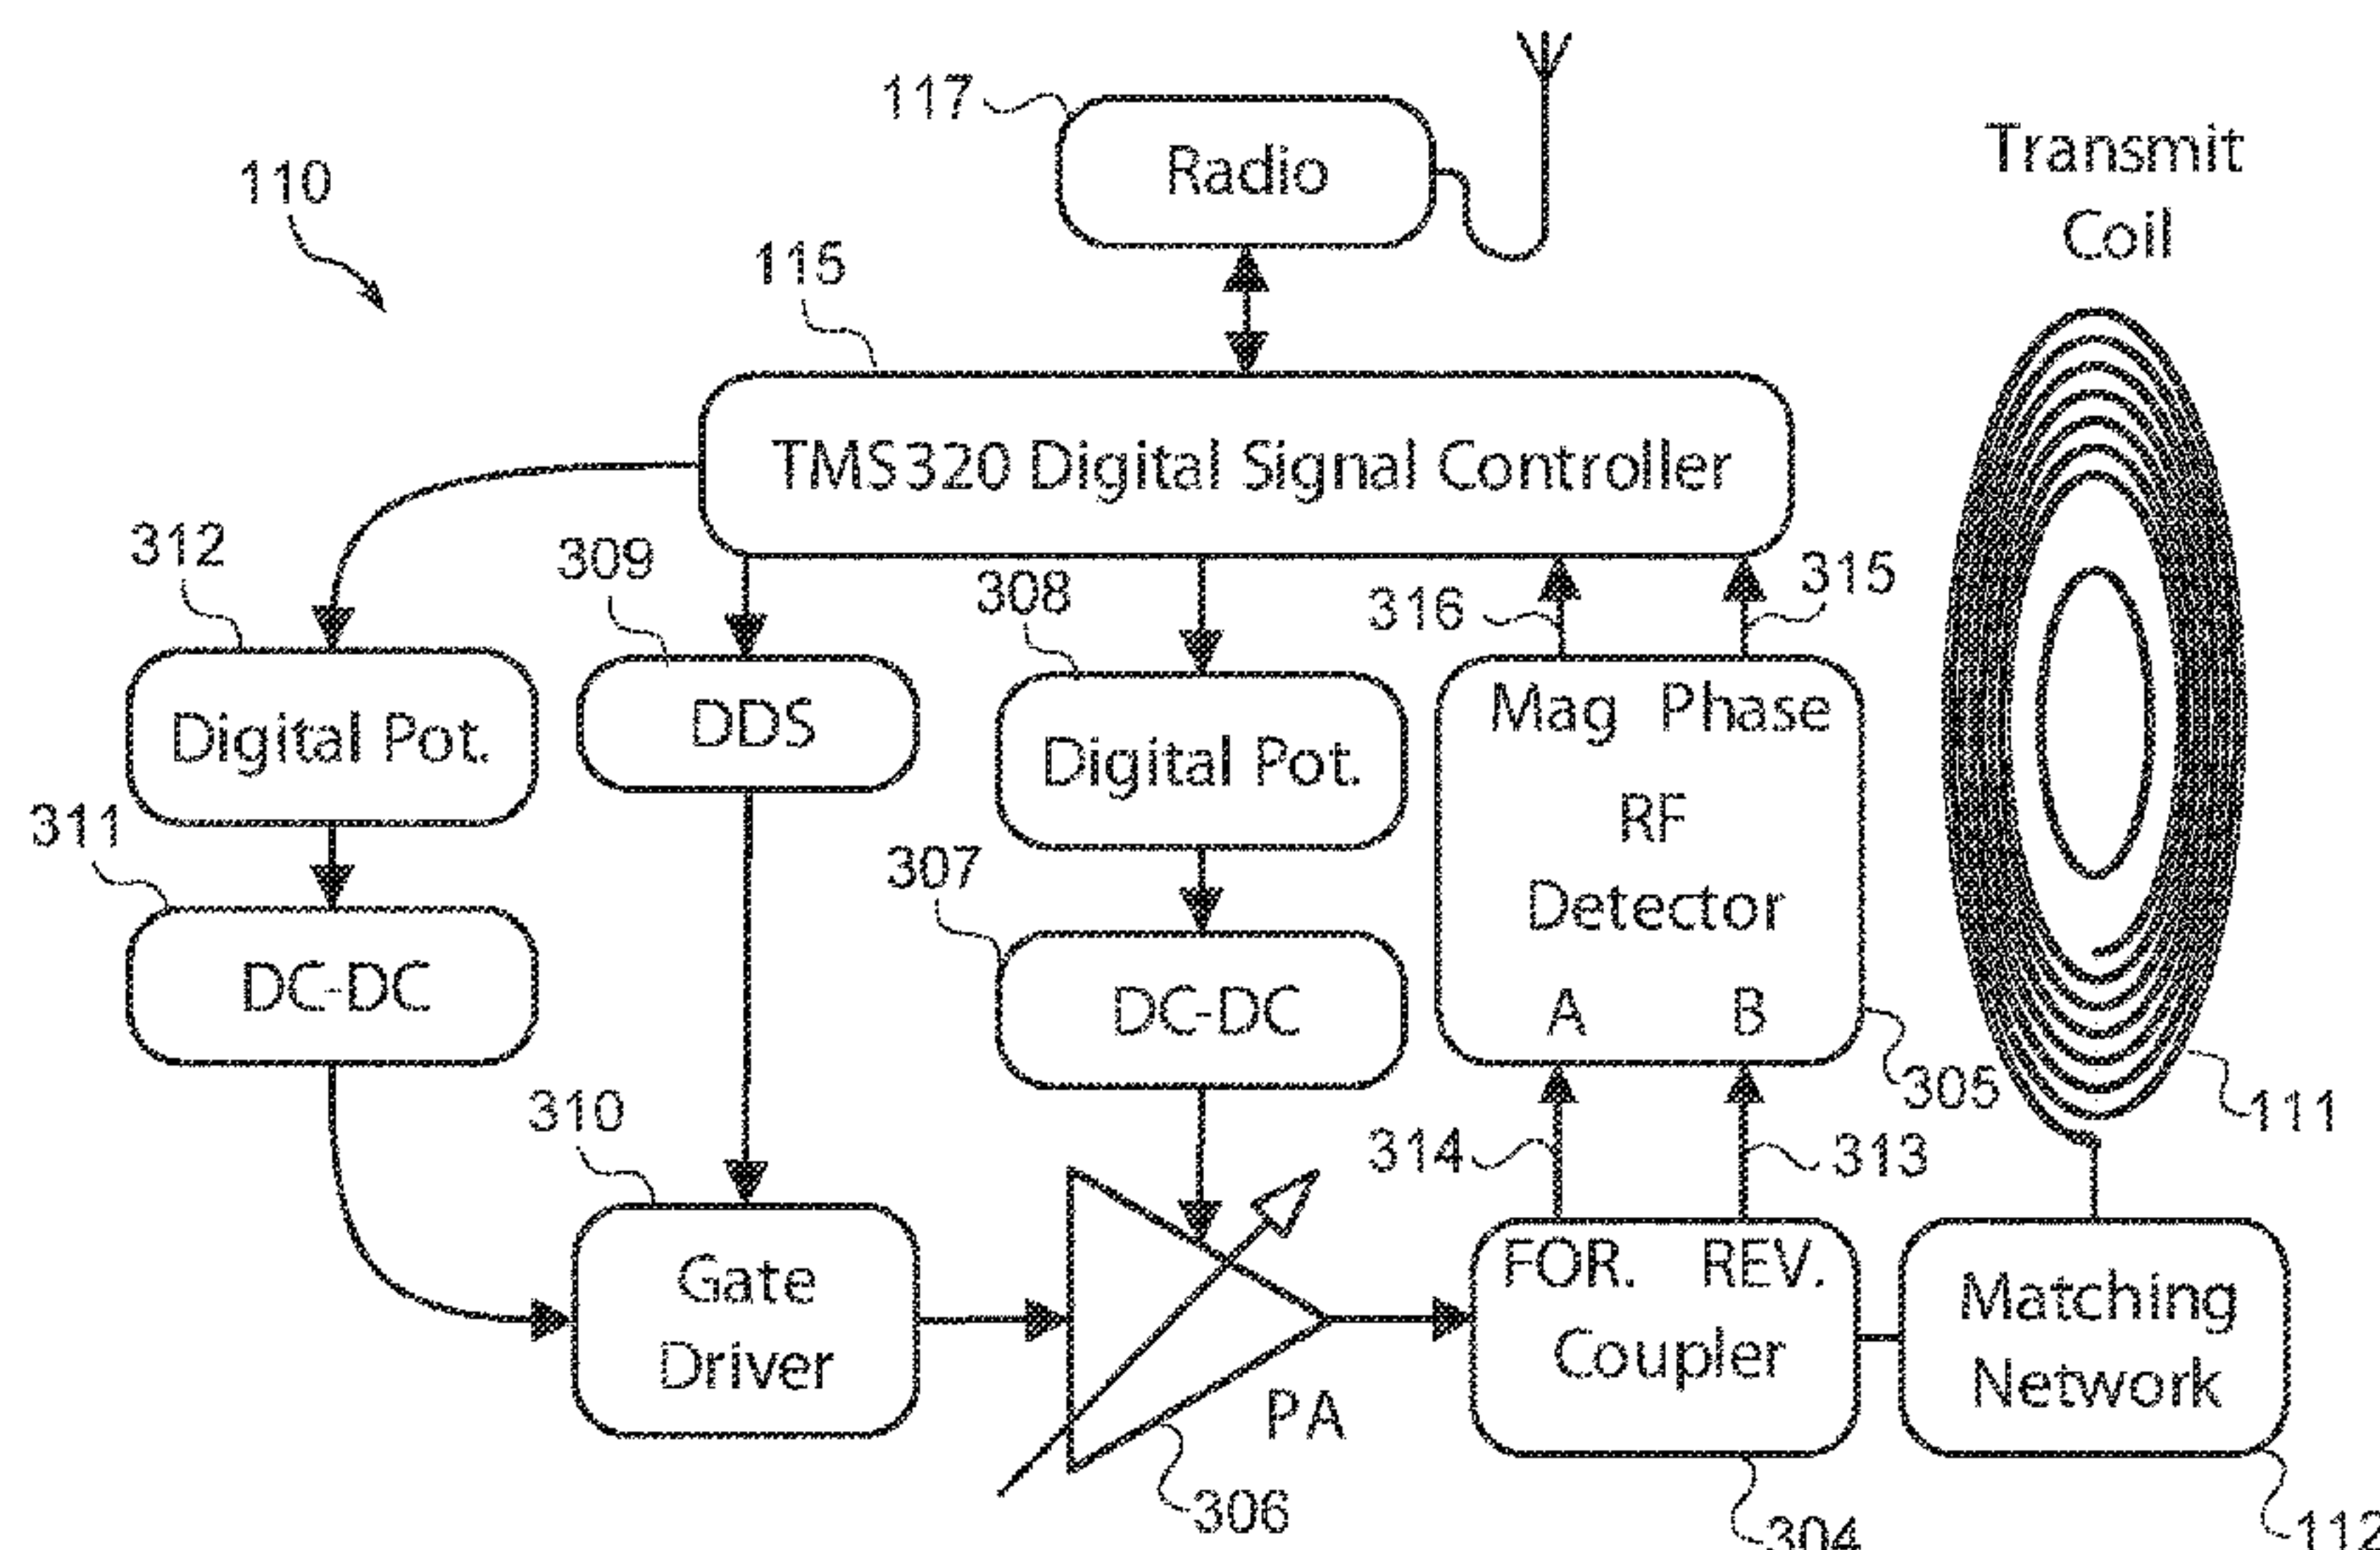 117
Radio
Transmit
Coil
110
115
TMS320 Digital Signal Controller
312
309
308
316
315
Digital Pot.
DDS
Digital Pot.
Mag Phase
RF
Detector
A B
311
307
DC-DC
DC-DC
305
111
310
314
313
Gate
Driver
PA
FOR. REV.
Coupler
Matching
Network
306
304
112